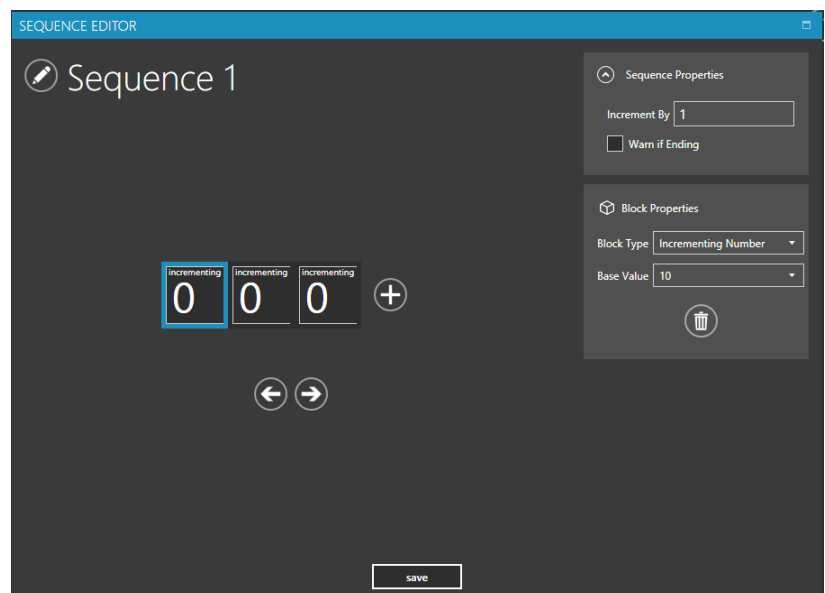 SEQUENCE EDITOR
Sequence 1
Sequence Properties
Increment By 1
Warn if Ending
Block Properties
Block Type Incrementing Number
Base Value 10
incrementing incrementing incrementing
0 0 0
save